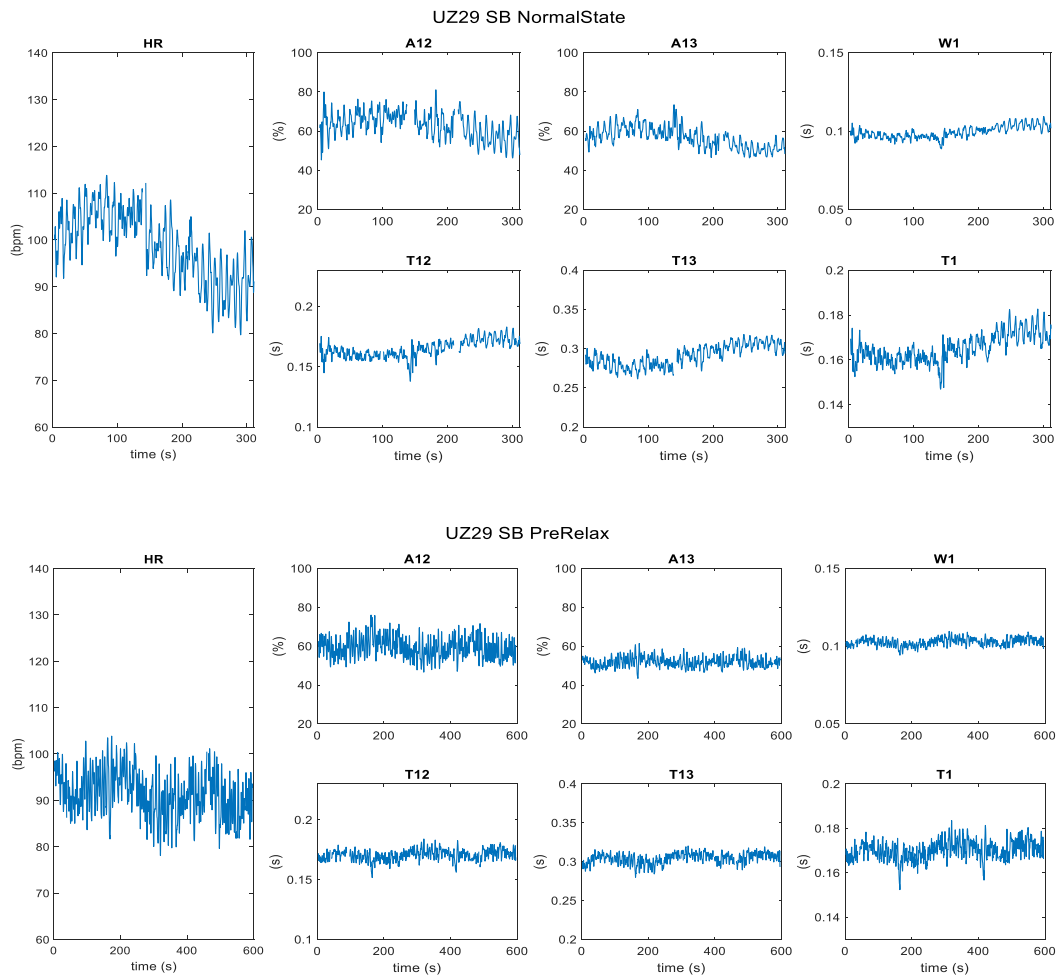 UZ29 SB NormalState
HR
A12
A13
W1
140
130
120
110
100
90
80
70
60
(bpm)
0 100 200 300
time (s)
100
80
60
40
20
(%)
0 100 200 300
100
80
60
40
20
(%)
0 100 200 300
0.15
0.1
0.05
(s)
0 100 200 300
T12
T13
T1
0.2
0.15
0.1
(s)
0 100 200 300
time (s)
0.4
0.35
0.3
0.25
0.2
(s)
0 100 200 300
time (s)
0.2
0.18
0.16
0.14
(s)
0 100 200 300
time (s)
UZ29 SB PreRelax
HR
A12
A13
W1
140
130
120
110
100
90
80
70
60
(bpm)
0 200 400 600
time (s)
100
80
60
40
20
(%)
0 200 400 600
100
80
60
40
20
(%)
0 200 400 600
0.15
0.1
0.05
(s)
0 200 400 600
T12
T13
T1
0.2
0.15
0.1
(s)
0 200 400 600
time (s)
0.4
0.35
0.3
0.25
0.2
(s)
0 200 400 600
time (s)
0.2
0.18
0.16
0.14
(s)
0 200 400 600
time (s)